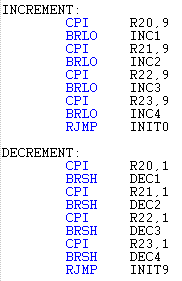 INCREMENT:
CPI R20,9
BRLO INC1
CPI R21,9
BRLO INC2
CPI R22,9
BRLO INC3
CPI R23,9
BRLO INC4
RJMP INIT0
DECREMENT:
CPI R20,1
BRSH DEC1
CPI R21,1
BRSH DEC2
CPI R22,1
BRSH DEC3
CPI R23,1
BRSH DEC4
RJMP INIT9